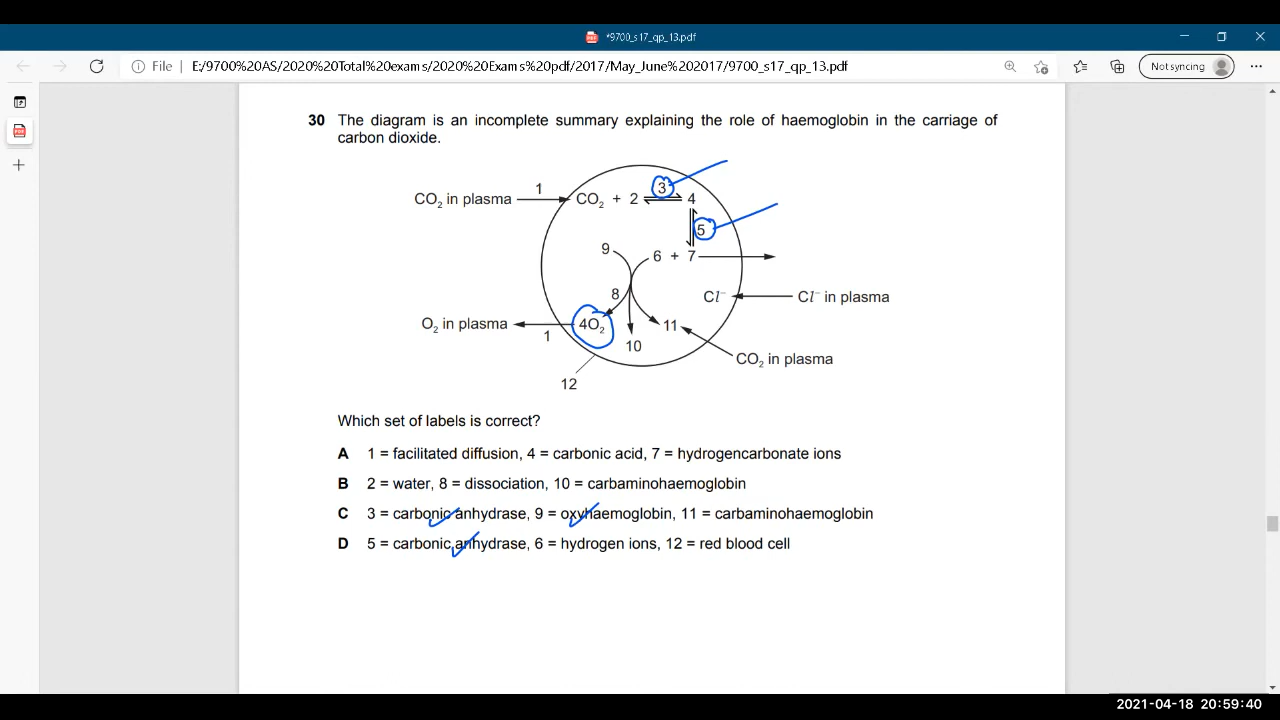 *9700_s17_qp_13.pdf
File | E:/9700%20AS/2020%20Total%20exams/2020%20Exams%20pdf/2017/May_June%202017/9700_s17_qp_13.pdf
Not syncing
30 The diagram is an incomplete summary explaining the role of haemoglobin in the carriage of
carbon dioxide.
CO₂ in plasma 1 CO₂ + 2 3 4
5
9 6 + 7
8 Cl⁻ Cl⁻ in plasma
O₂ in plasma 1 4O₂ 10 11
CO₂ in plasma
12
Which set of labels is correct?
A 1 = facilitated diffusion, 4 = carbonic acid, 7 = hydrogencarbonate ions
B 2 = water, 8 = dissociation, 10 = carbaminohaemoglobin
C 3 = carbonic anhydrase, 9 = oxyhaemoglobin, 11 = carbaminohaemoglobin
D 5 = carbonic anhydrase, 6 = hydrogen ions, 12 = red blood cell
2021-04-18 20:59:40